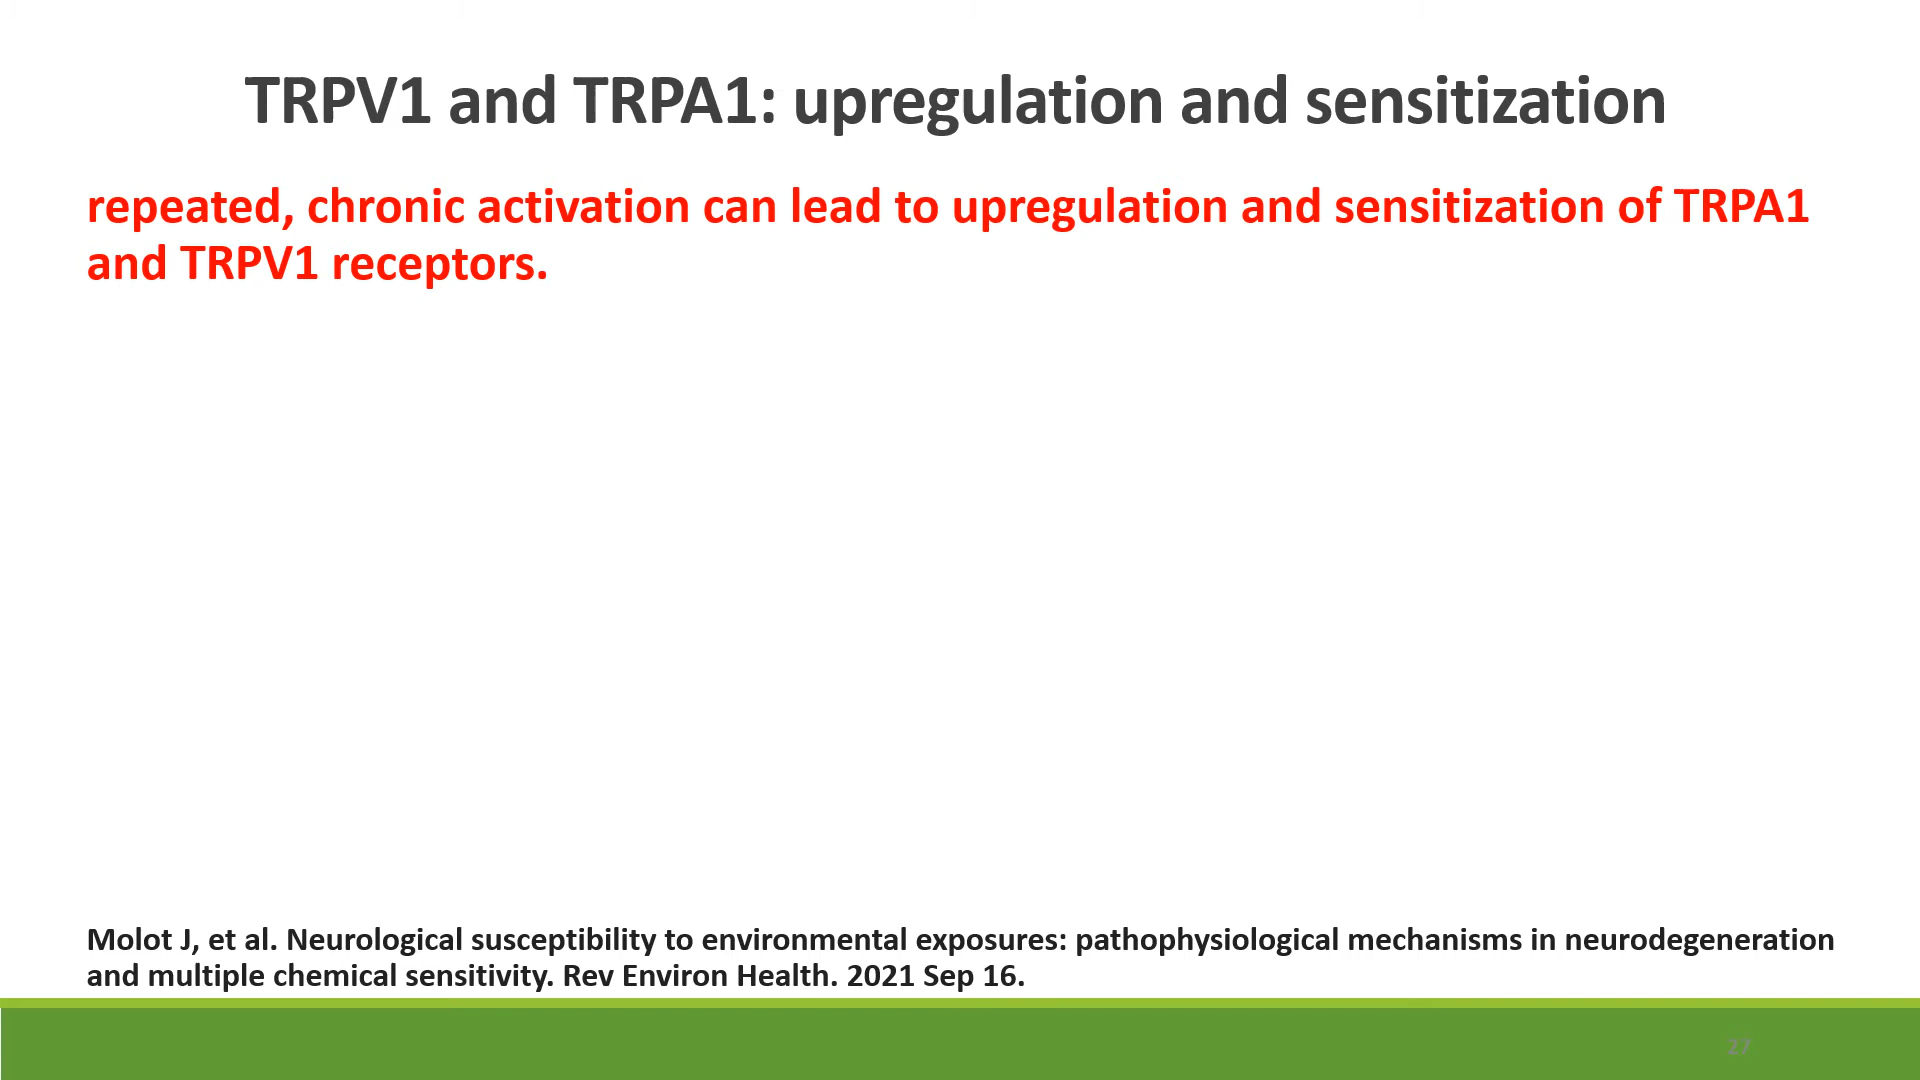 TRPV1 and TRPA1: upregulation and sensitization
repeated, chronic activation can lead to upregulation and sensitization of TRPA1
and TRPV1 receptors.
Molot J, et al. Neurological susceptibility to environmental exposures: pathophysiological mechanisms in neurodegeneration
and multiple chemical sensitivity. Rev Environ Health. 2021 Sep 16.
27